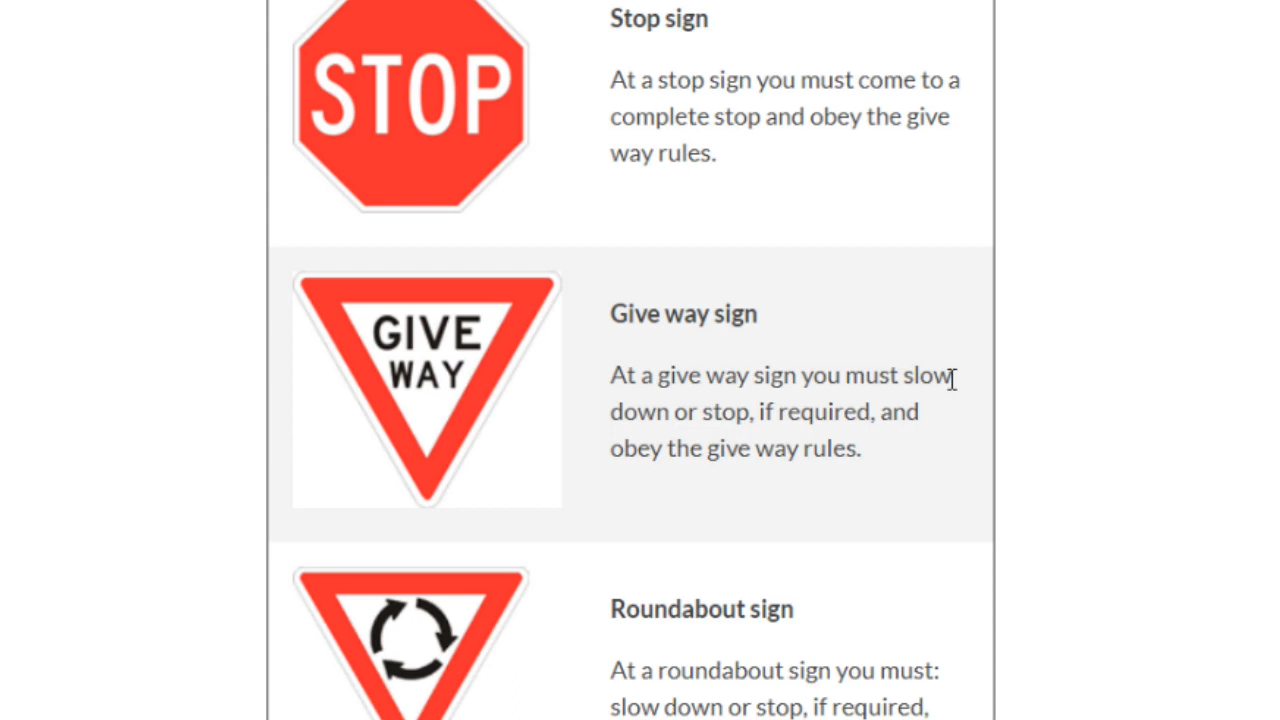 STOP
Stop sign
At a stop sign you must come to a
complete stop and obey the give
way rules.
GIVE
WAY
Give way sign
At a give way sign you must slow
down or stop, if required, and
obey the give way rules.
Roundabout sign
At a roundabout sign you must:
slow down or stop, if required,